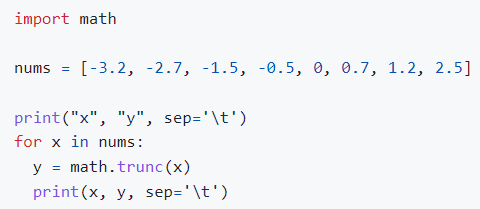 import math

nums = [-3.2, -2.7, -1.5, -0.5, 0, 0.7, 1.2, 2.5]

print("x", "y", sep='\t')
for x in nums:
  y = math.trunc(x)
  print(x, y, sep='\t')